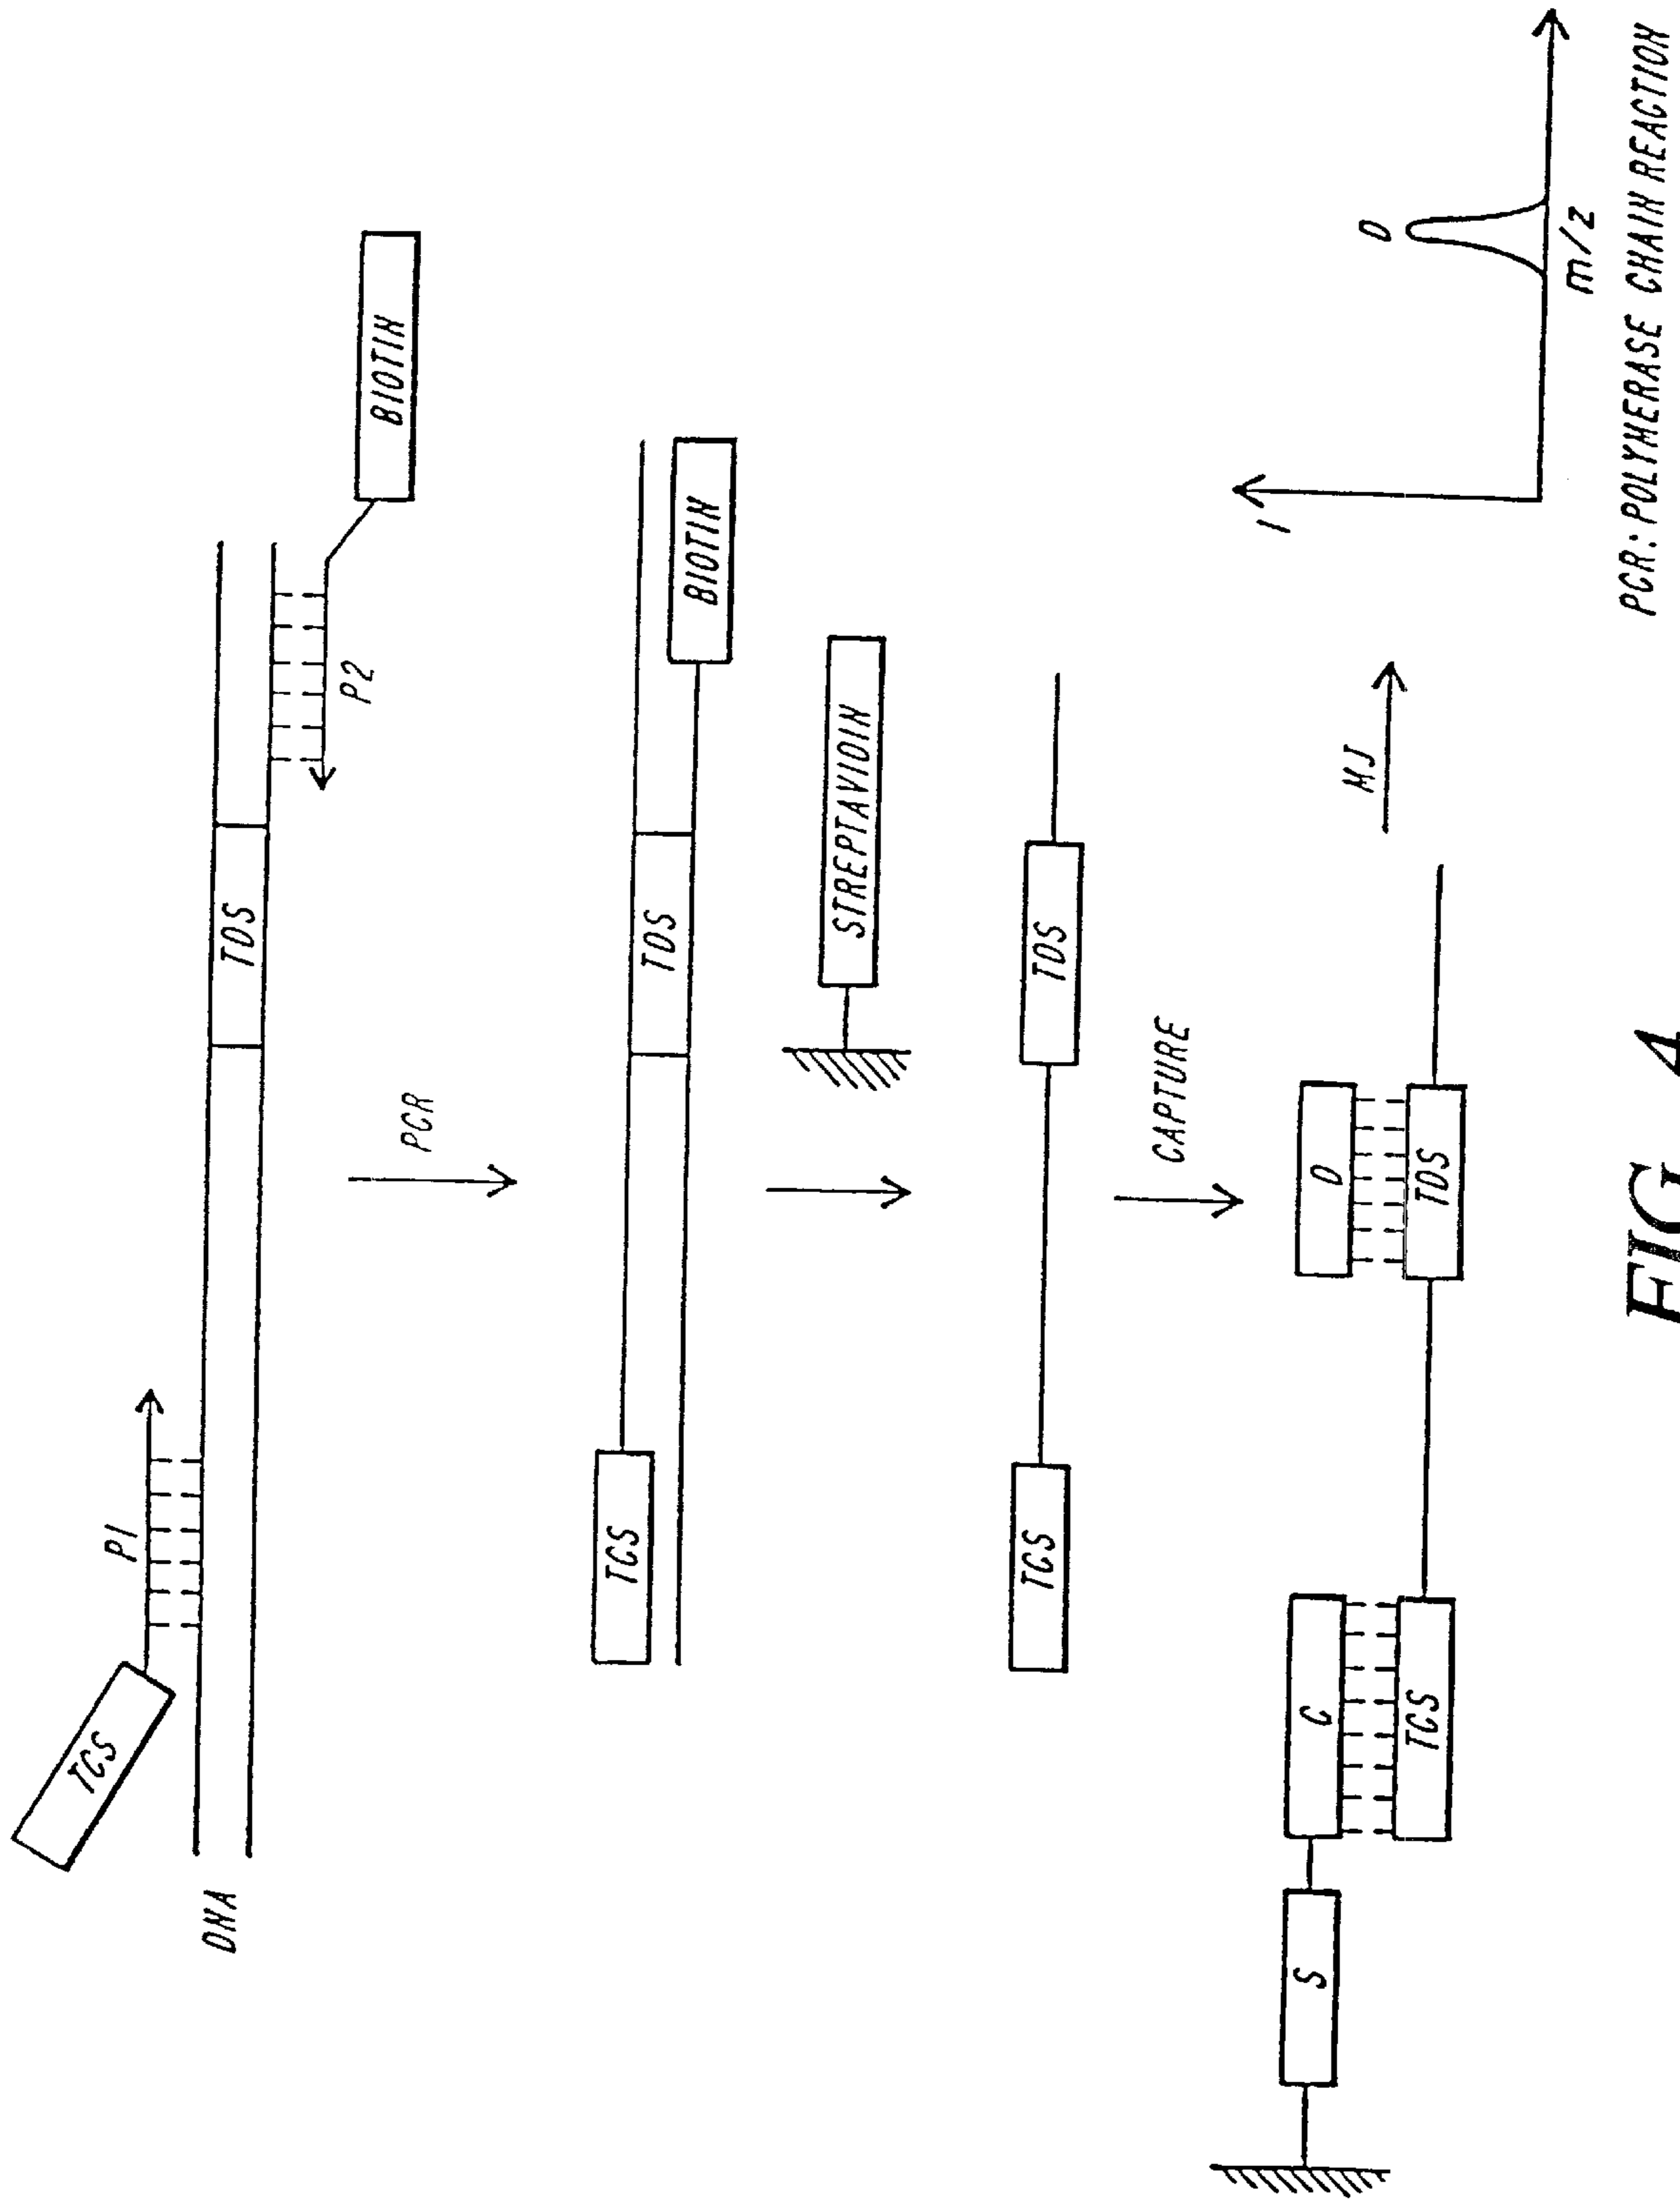 TCS
P1
DNA
TDS
P2
BIOTIN
PCR
TCS
TDS
BIOTIN
STREPTAVIDIN
TCS
TDS
CAPTURE
S
C
TCS
D
TDS
MJ
I
D
m/z
PCR: POLYMERASE CHAIN REACTION
FIG. 4